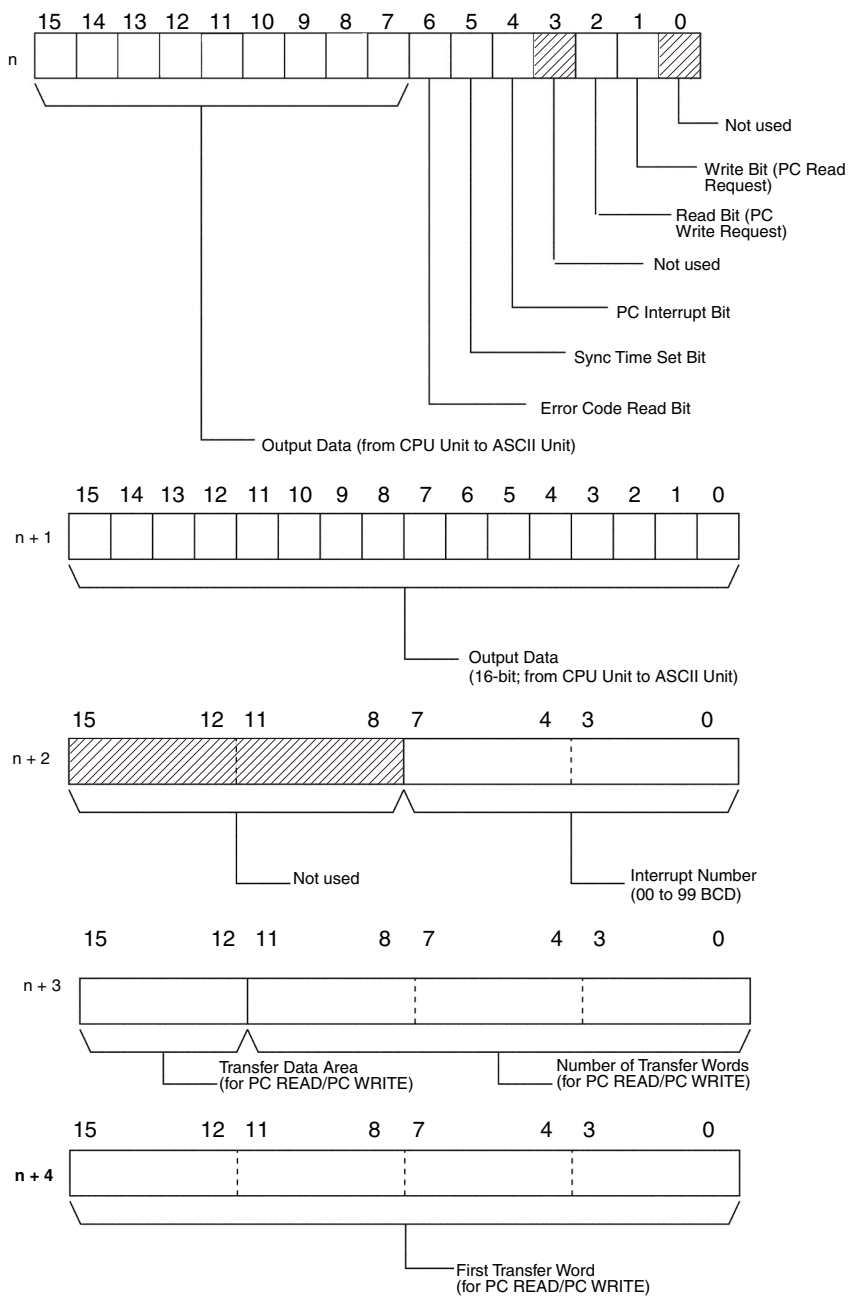 15 14 13 12 11 10 9 8 7 6 5 4 3 2 1 0
n
Not used
Write Bit (PC Read
Request)
Read Bit (PC
Write Request)
Not used
PC Interrupt Bit
Sync Time Set Bit
Error Code Read Bit
Output Data (from CPU Unit to ASCII Unit)
15 14 13 12 11 10 9 8 7 6 5 4 3 2 1 0
n + 1
Output Data
(16-bit; from CPU Unit to ASCII Unit)
15 12 11 8 7 4 3 0
n + 2
Not used
Interrupt Number
(00 to 99 BCD)
15 12 11 8 7 4 3 0
n + 3
Transfer Data Area
(for PC READ/PC WRITE)
Number of Transfer Words
(for PC READ/PC WRITE)
15 12 11 8 7 4 3 0
n + 4
First Transfer Word
(for PC READ/PC WRITE)